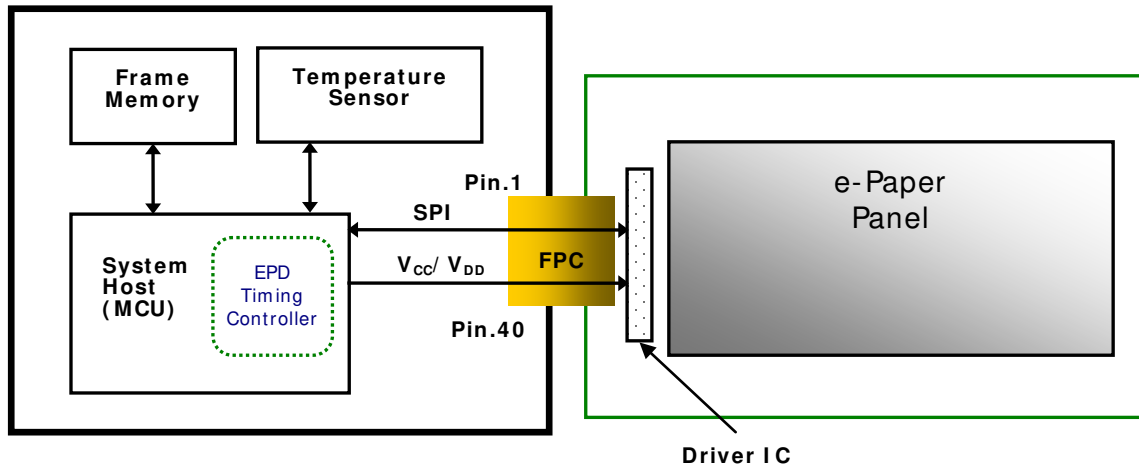 Frame
Memory
Temperature
Sensor
Pin.1
SPI
System
Host
(MCU)
EPD
Timing
Controller
VCC/ VDD
FPC
Pin.40
e-Paper
Panel
Driver IC